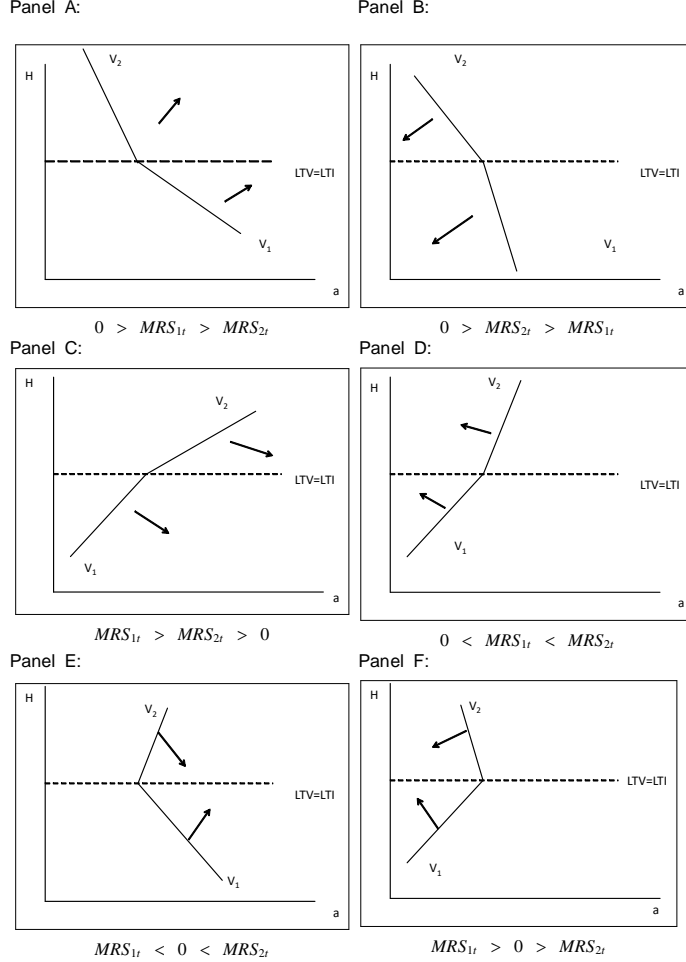 Panel A:
Panel B:
V2
H
LTV=LTI
V1
a
V2
H
LTV=LTI
V1
a
0 > MRS1t > MRS2t
0 > MRS2t > MRS1t
Panel C:
Panel D:
H
V2
LTV=LTI
V1
a
V2
H
LTV=LTI
V1
a
MRS1t > MRS2t > 0
0 < MRS1t < MRS2t
Panel E:
Panel F:
H
V2
LTV=LTI
V1
a
H
V2
LTV=LTI
V1
a
MRS1t < 0 < MRS2t
MRS1t > 0 > MRS2t